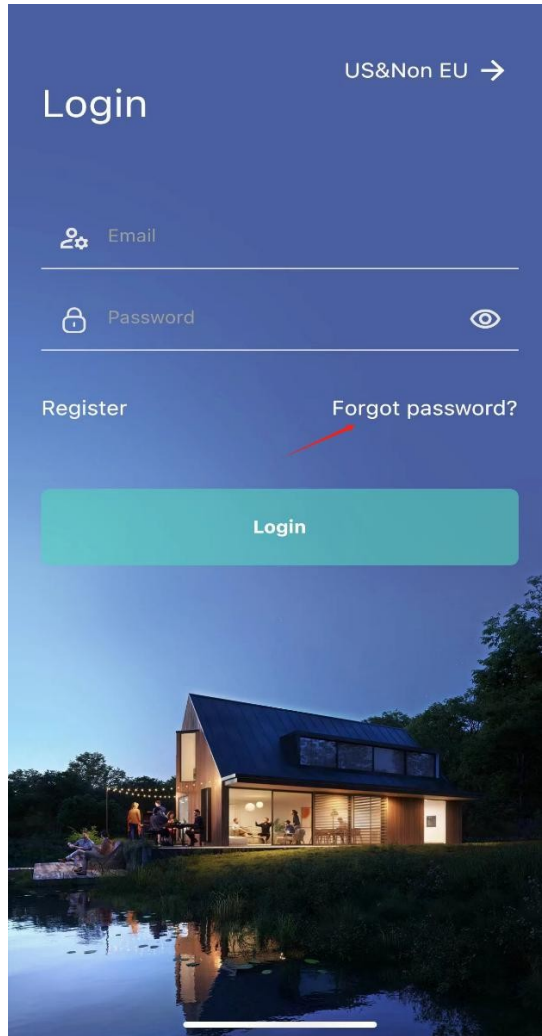 US&Non EU →
Login
Email
Password
Register
Forgot password?
Login